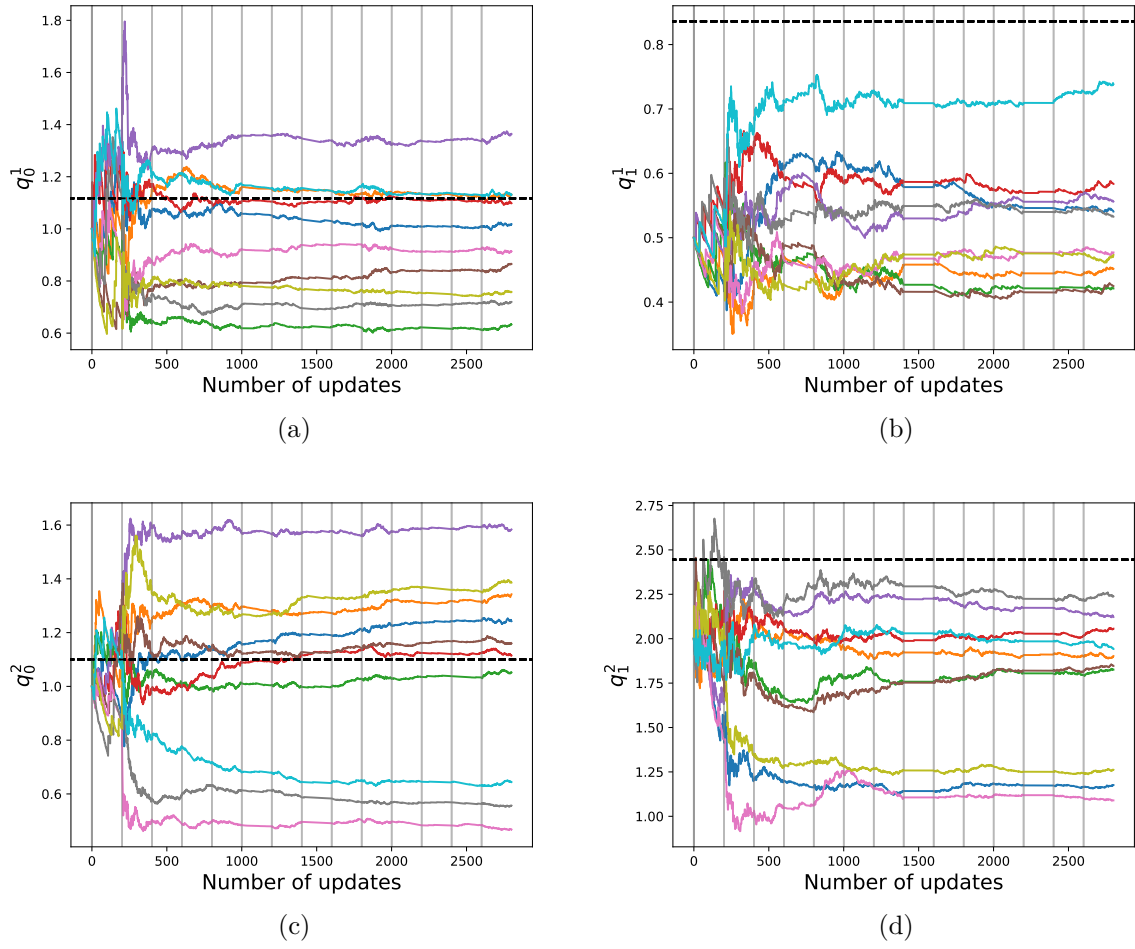 1.8
1.6
1.4
1.2
1.0
0.8
0.6
q_0^1
0 500 1000 1500 2000 2500
Number of updates
(a)
0.8
0.7
0.6
0.5
0.4
q_1^1
0 500 1000 1500 2000 2500
Number of updates
(b)
1.6
1.4
1.2
1.0
0.8
0.6
q_0^2
0 500 1000 1500 2000 2500
Number of updates
(c)
2.75
2.50
2.25
2.00
1.75
1.50
1.25
1.00
q_1^2
0 500 1000 1500 2000 2500
Number of updates
(d)